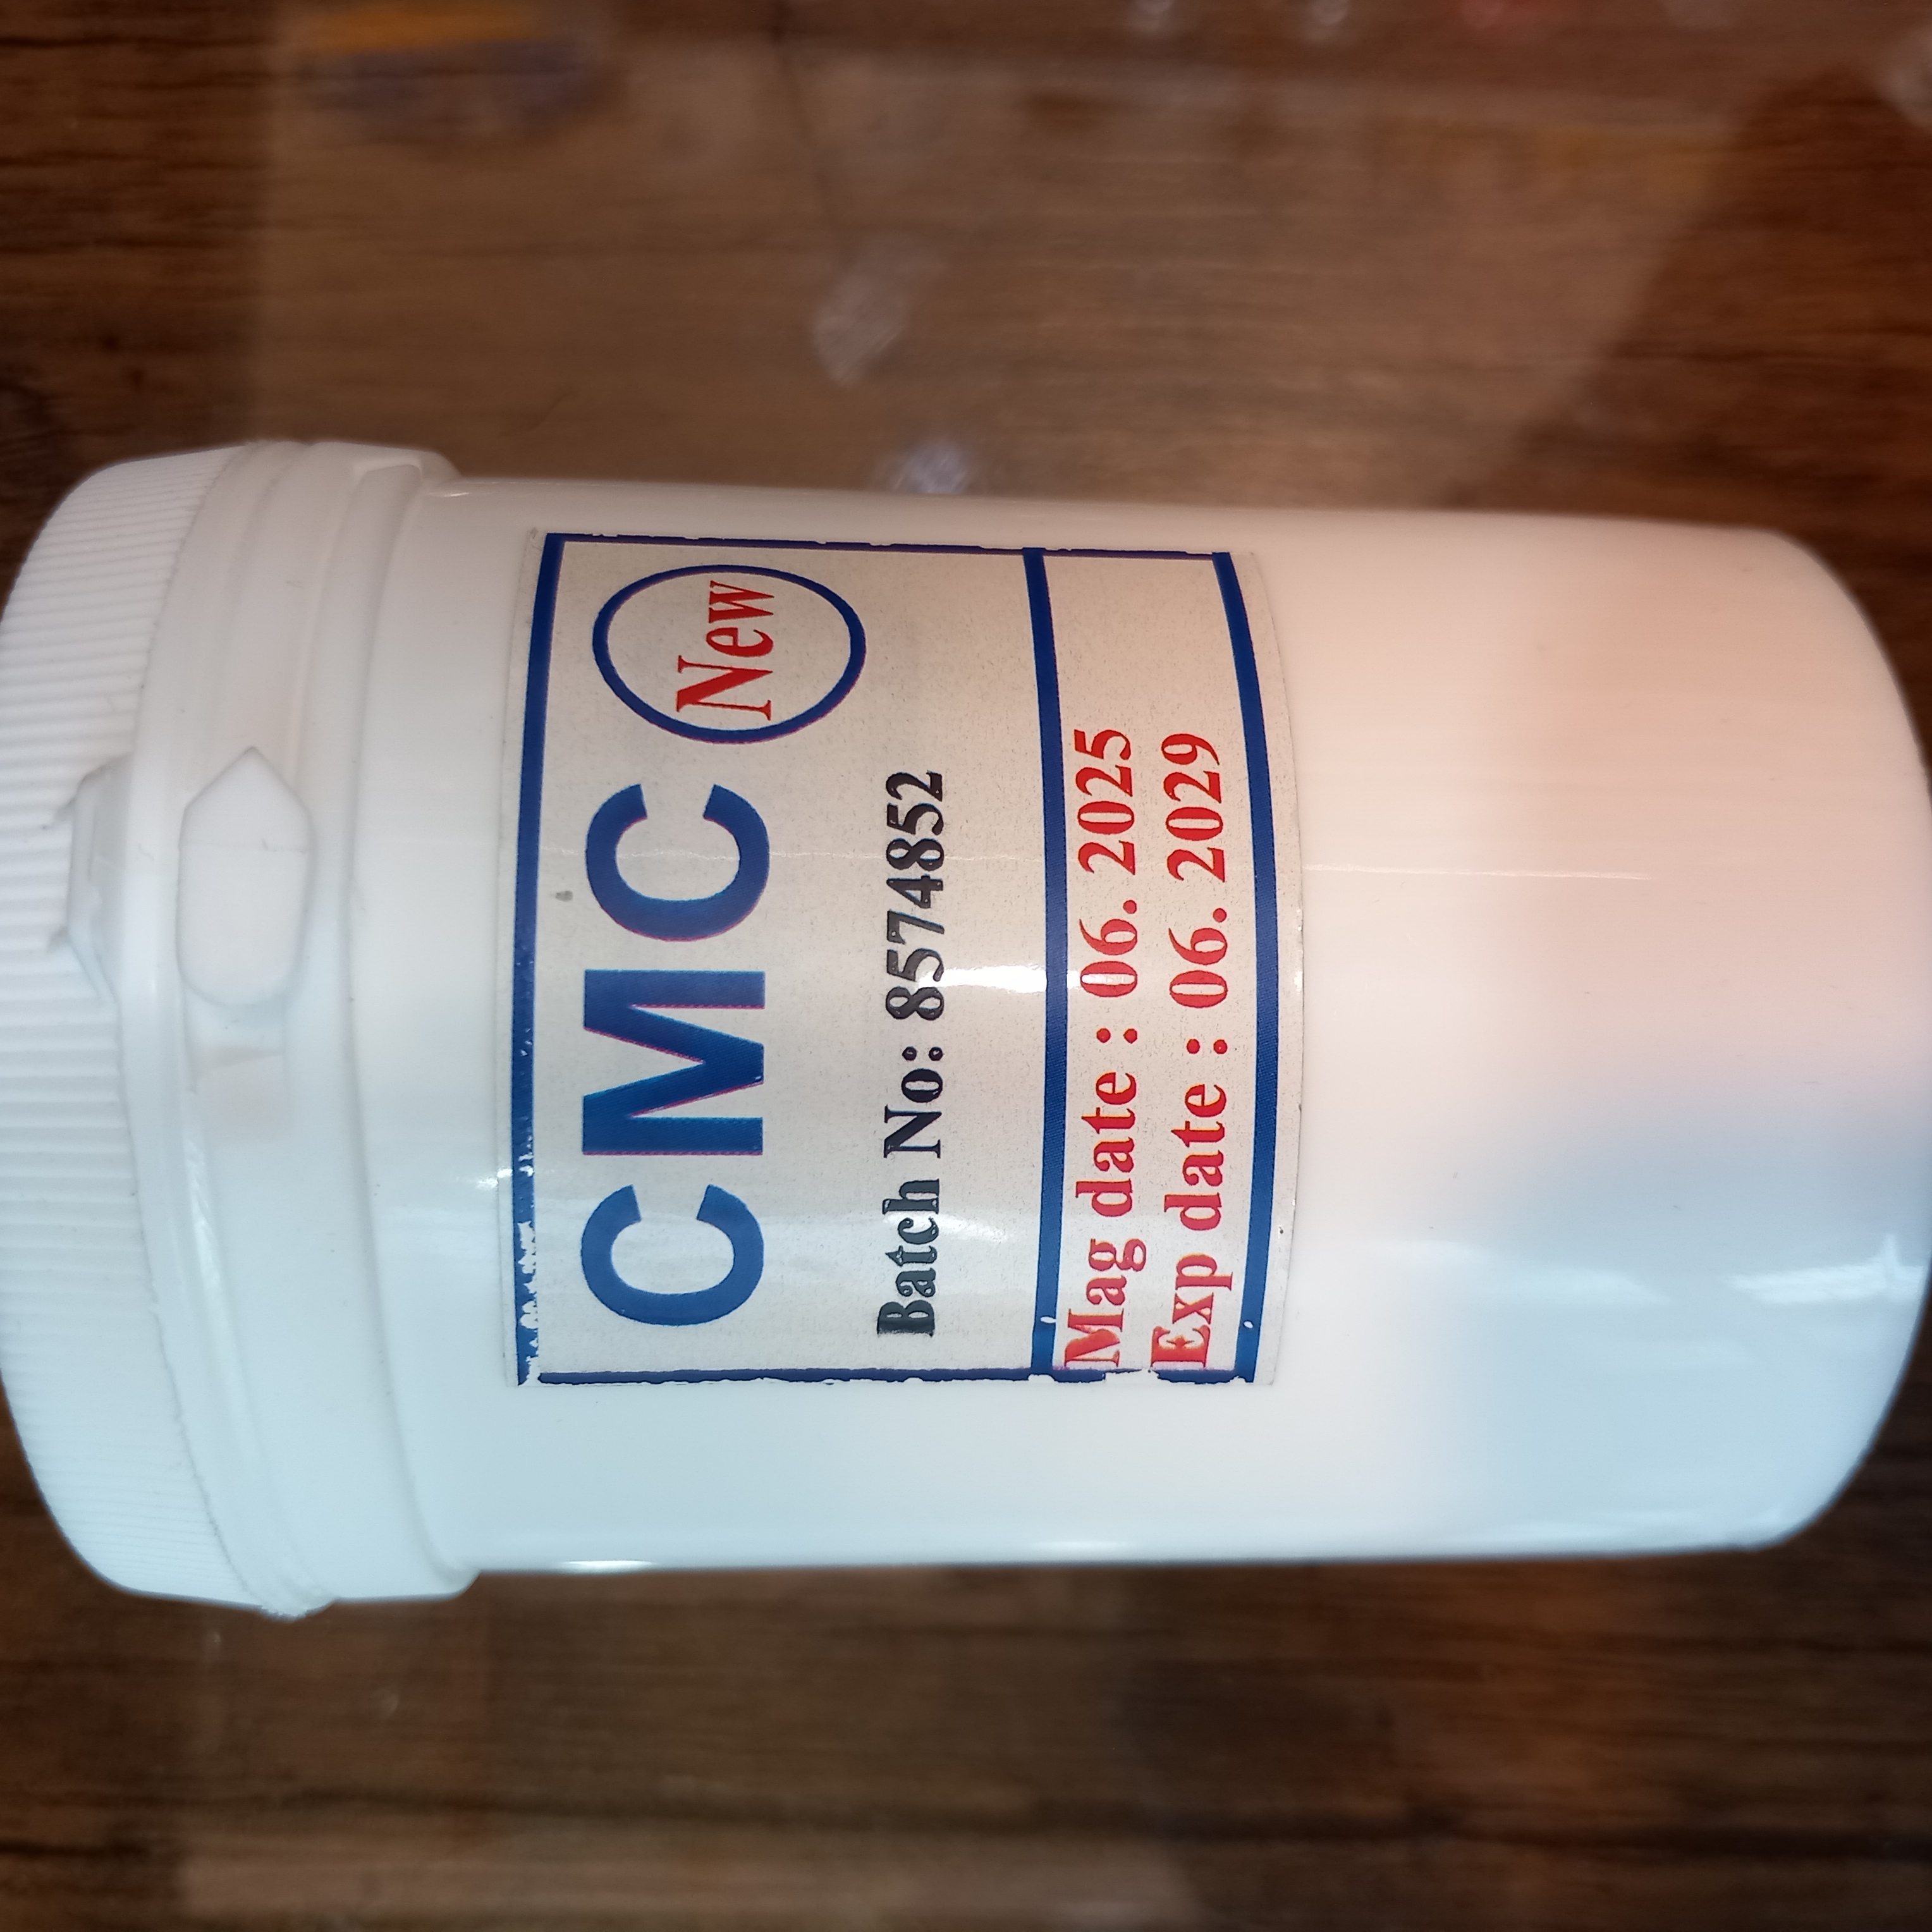 CMC New
Batch No: 8574852
Mag date : 06. 2025
Exp date : 06. 2029